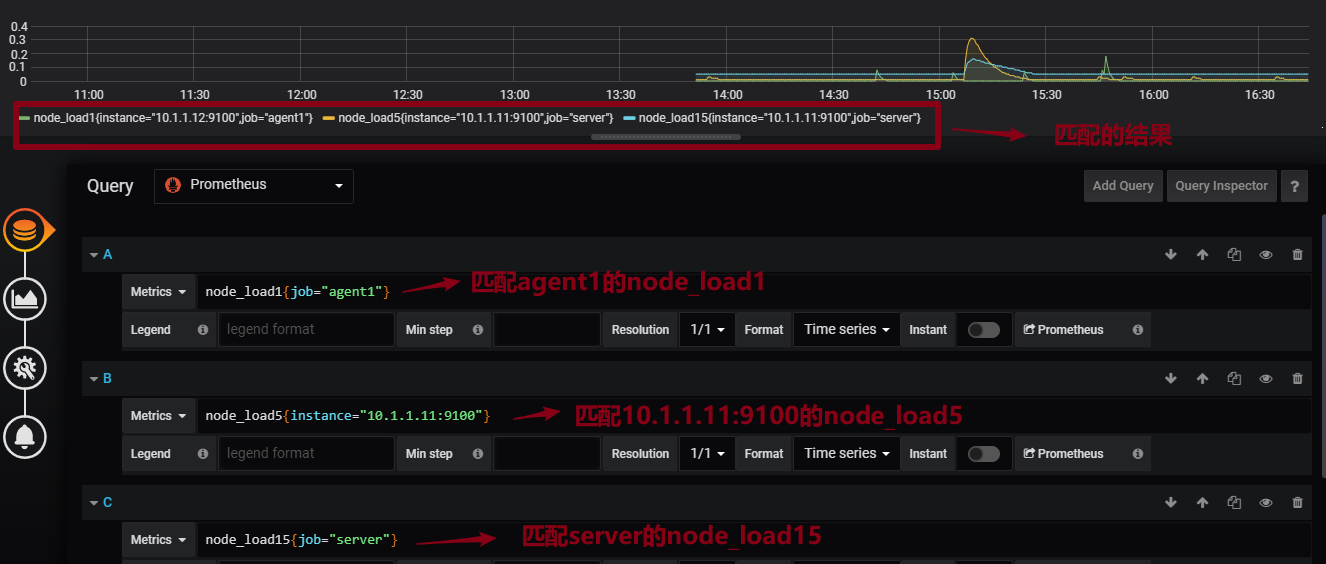 0.4
0.3
0.2
0.1
0
11:00 11:30 12:00 12:30 13:00 13:30 14:00 14:30 15:00 15:30 16:00 16:30
node_load1{instance="10.1.1.12:9100",job="agent1"} node_load5{instance="10.1.1.11:9100",job="server"} node_load15{instance="10.1.1.11:9100",job="server"}
匹配的结果
Query Prometheus Add Query Query Inspector ?
A
Metrics node_load1{job="agent1"} 匹配agent1的node_load1
Legend legend format Min step Resolution 1/1 Format Time series Instant Prometheus
B
Metrics node_load5{instance="10.1.1.11:9100"} 匹配10.1.1.11:9100的node_load5
Legend legend format Min step Resolution 1/1 Format Time series Instant Prometheus
C
Metrics node_load15{job="server"} 匹配server的node_load15